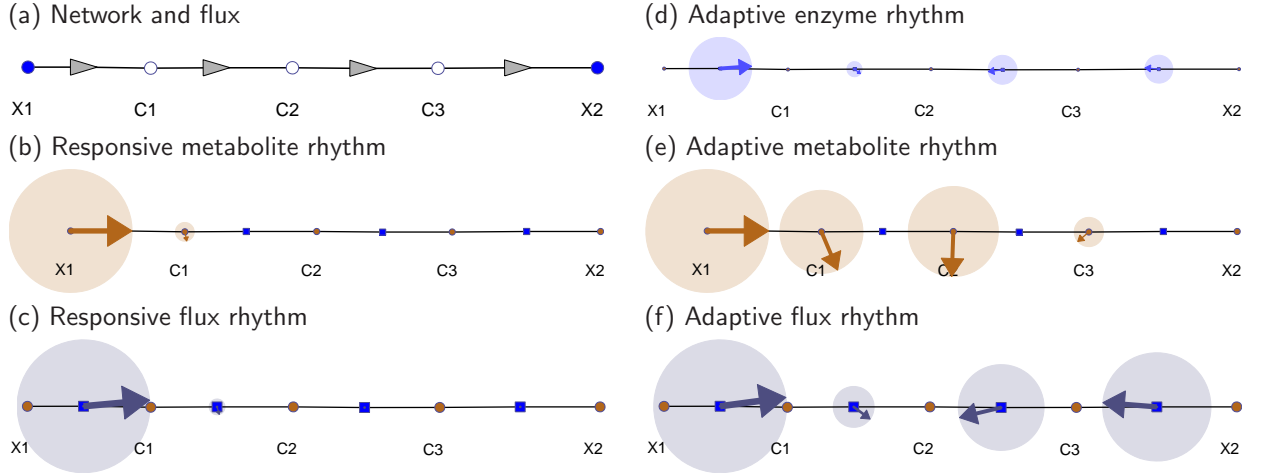 (a) Network and flux
X1 C1 C2 C3 X2
(b) Responsive metabolite rhythm
X1 C1 C2 C3 X2
(c) Responsive flux rhythm
X1 C1 C2 C3 X2
(d) Adaptive enzyme rhythm
X1 C1 C2 C3 X2
(e) Adaptive metabolite rhythm
X1 C1 C2 C3 X2
(f) Adaptive flux rhythm
X1 C1 C2 C3 X2